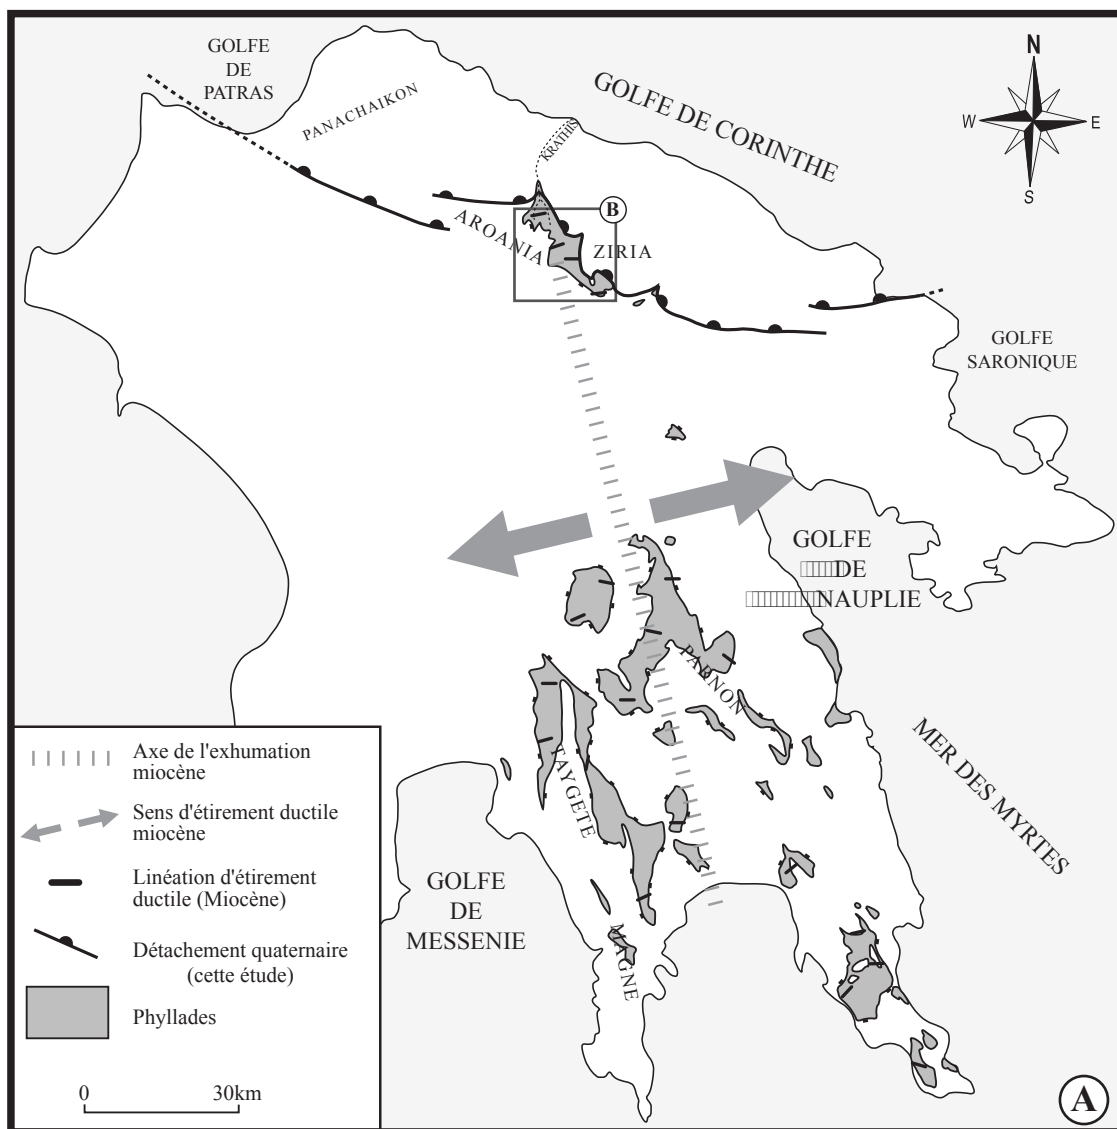 GOLFE
DE
PATRAS
PANACHAIKON
GOLFE DE CORINTHE
KRATHIS
N
W
E
S
B
AROANIA
ZIRIA
GOLFE
SARONIQUE
GOLFE
DE
NAUPLIE
PARNON
TAYGETE
MER DES MYRTES
GOLFE
DE
MESSENIE
MAGNE
Axe de l'exhumation
miocène
Sens d'étirement ductile
miocène
Linéation d'étirement
ductile (Miocène)
Détachement quaternaire
(cette étude)
Phyllades
0
30km
A